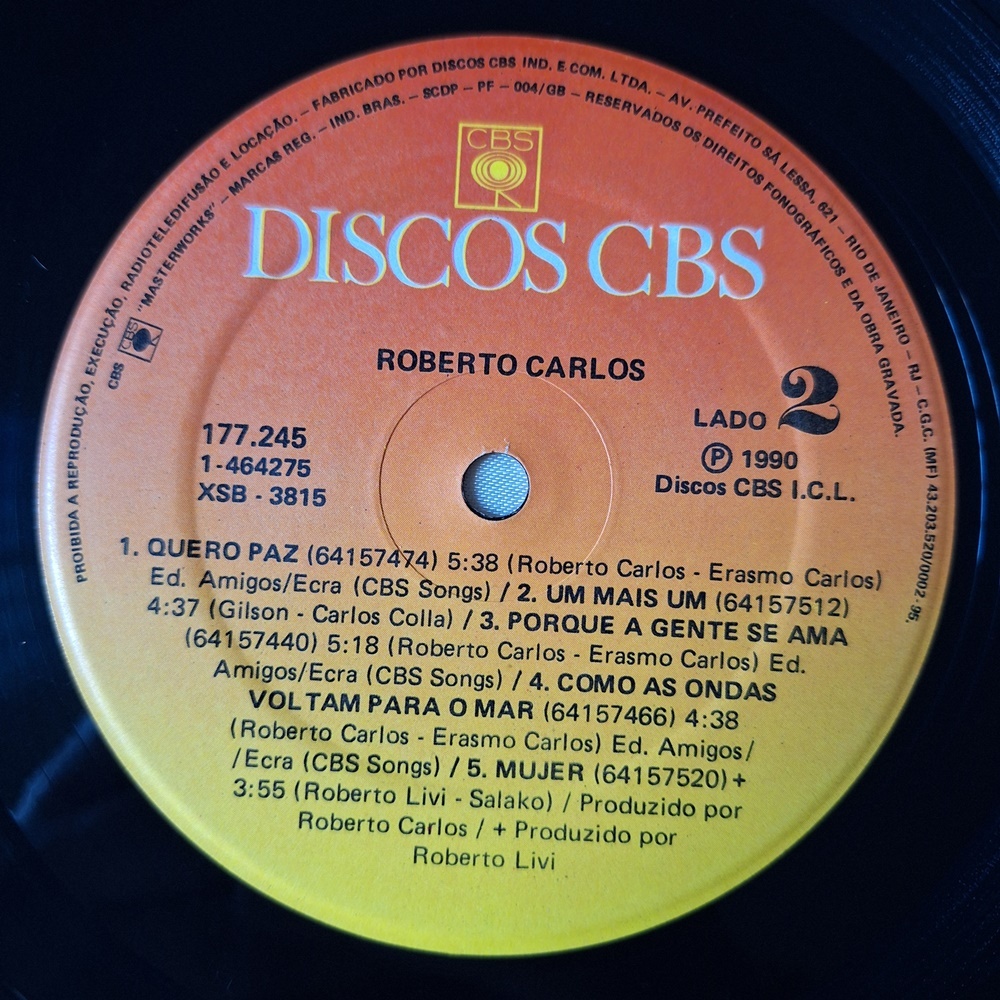 PROIBIDA A REPRODUÇÃO, EXECUÇÃO, RADIOTELEDIFUSÃO E LOCAÇÃO. – FABRICADO POR DISCOS CBS IND. E COM. LTDA. – AV. PREFEITO SÁ LESSA, 621 – RIO DE JANEIRO – RJ – C.G.C. (MF) 43.203.520/0002 95.
CBS CBS "MASTERWORKS" – MARCAS REG. – IND. BRAS. – SCDP – PF – 004/GB – RESERVADOS OS DIREITOS FONOGRÁFICOS E DA OBRA GRAVADA.
CBS
DISCOS CBS
ROBERTO CARLOS
LADO 2
177.245
1-464275
XSB - 3815
Ⓟ 1990
Discos CBS I.C.L.
1. QUERO PAZ (64157474) 5:38 (Roberto Carlos - Erasmo Carlos)
Ed. Amigos/Ecra (CBS Songs) / 2. UM MAIS UM (64157512)
4:37 (Gilson - Carlos Colla) / 3. PORQUE A GENTE SE AMA
(64157440) 5:18 (Roberto Carlos - Erasmo Carlos) Ed.
Amigos/Ecra (CBS Songs) / 4. COMO AS ONDAS
VOLTAM PARA O MAR (64157466) 4:38
(Roberto Carlos - Erasmo Carlos) Ed. Amigos/
/Ecra (CBS Songs) / 5. MUJER (64157520) +
3:55 (Roberto Livi - Salako) / Produzido por
Roberto Carlos / + Produzido por
Roberto Livi